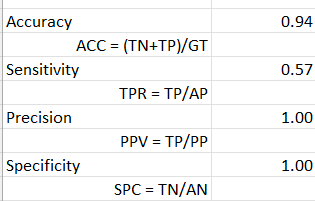 Accuracy 0.94
ACC = (TN+TP)/GT
Sensitivity 0.57
TPR = TP/AP
Precision 1.00
PPV = TP/PP
Specificity 1.00
SPC = TN/AN